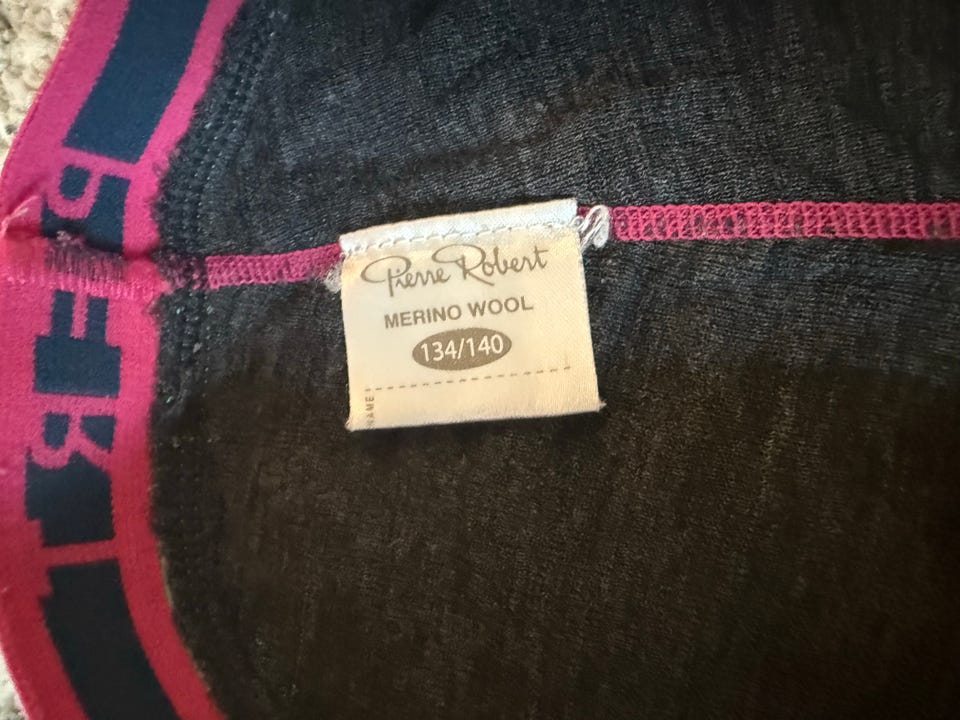 Pierre Robert
MERINO WOOL
134/140
NAME